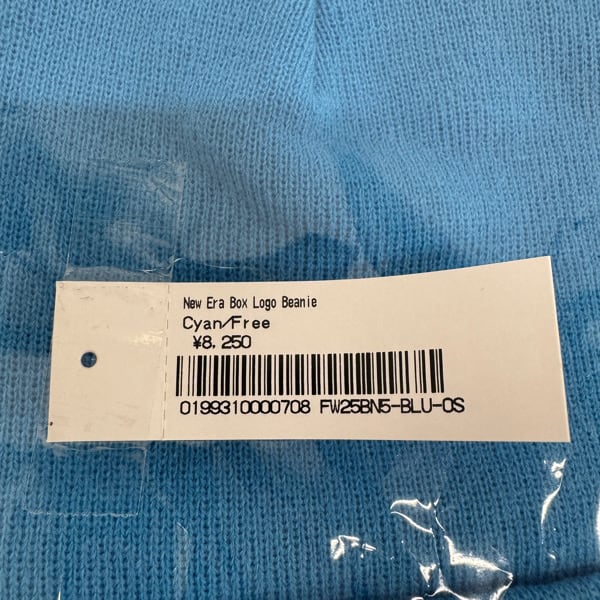 New Era Box Logo Beanie
Cyan/Free
¥8,250
0199310000708 FW25BN5-BLU-OS